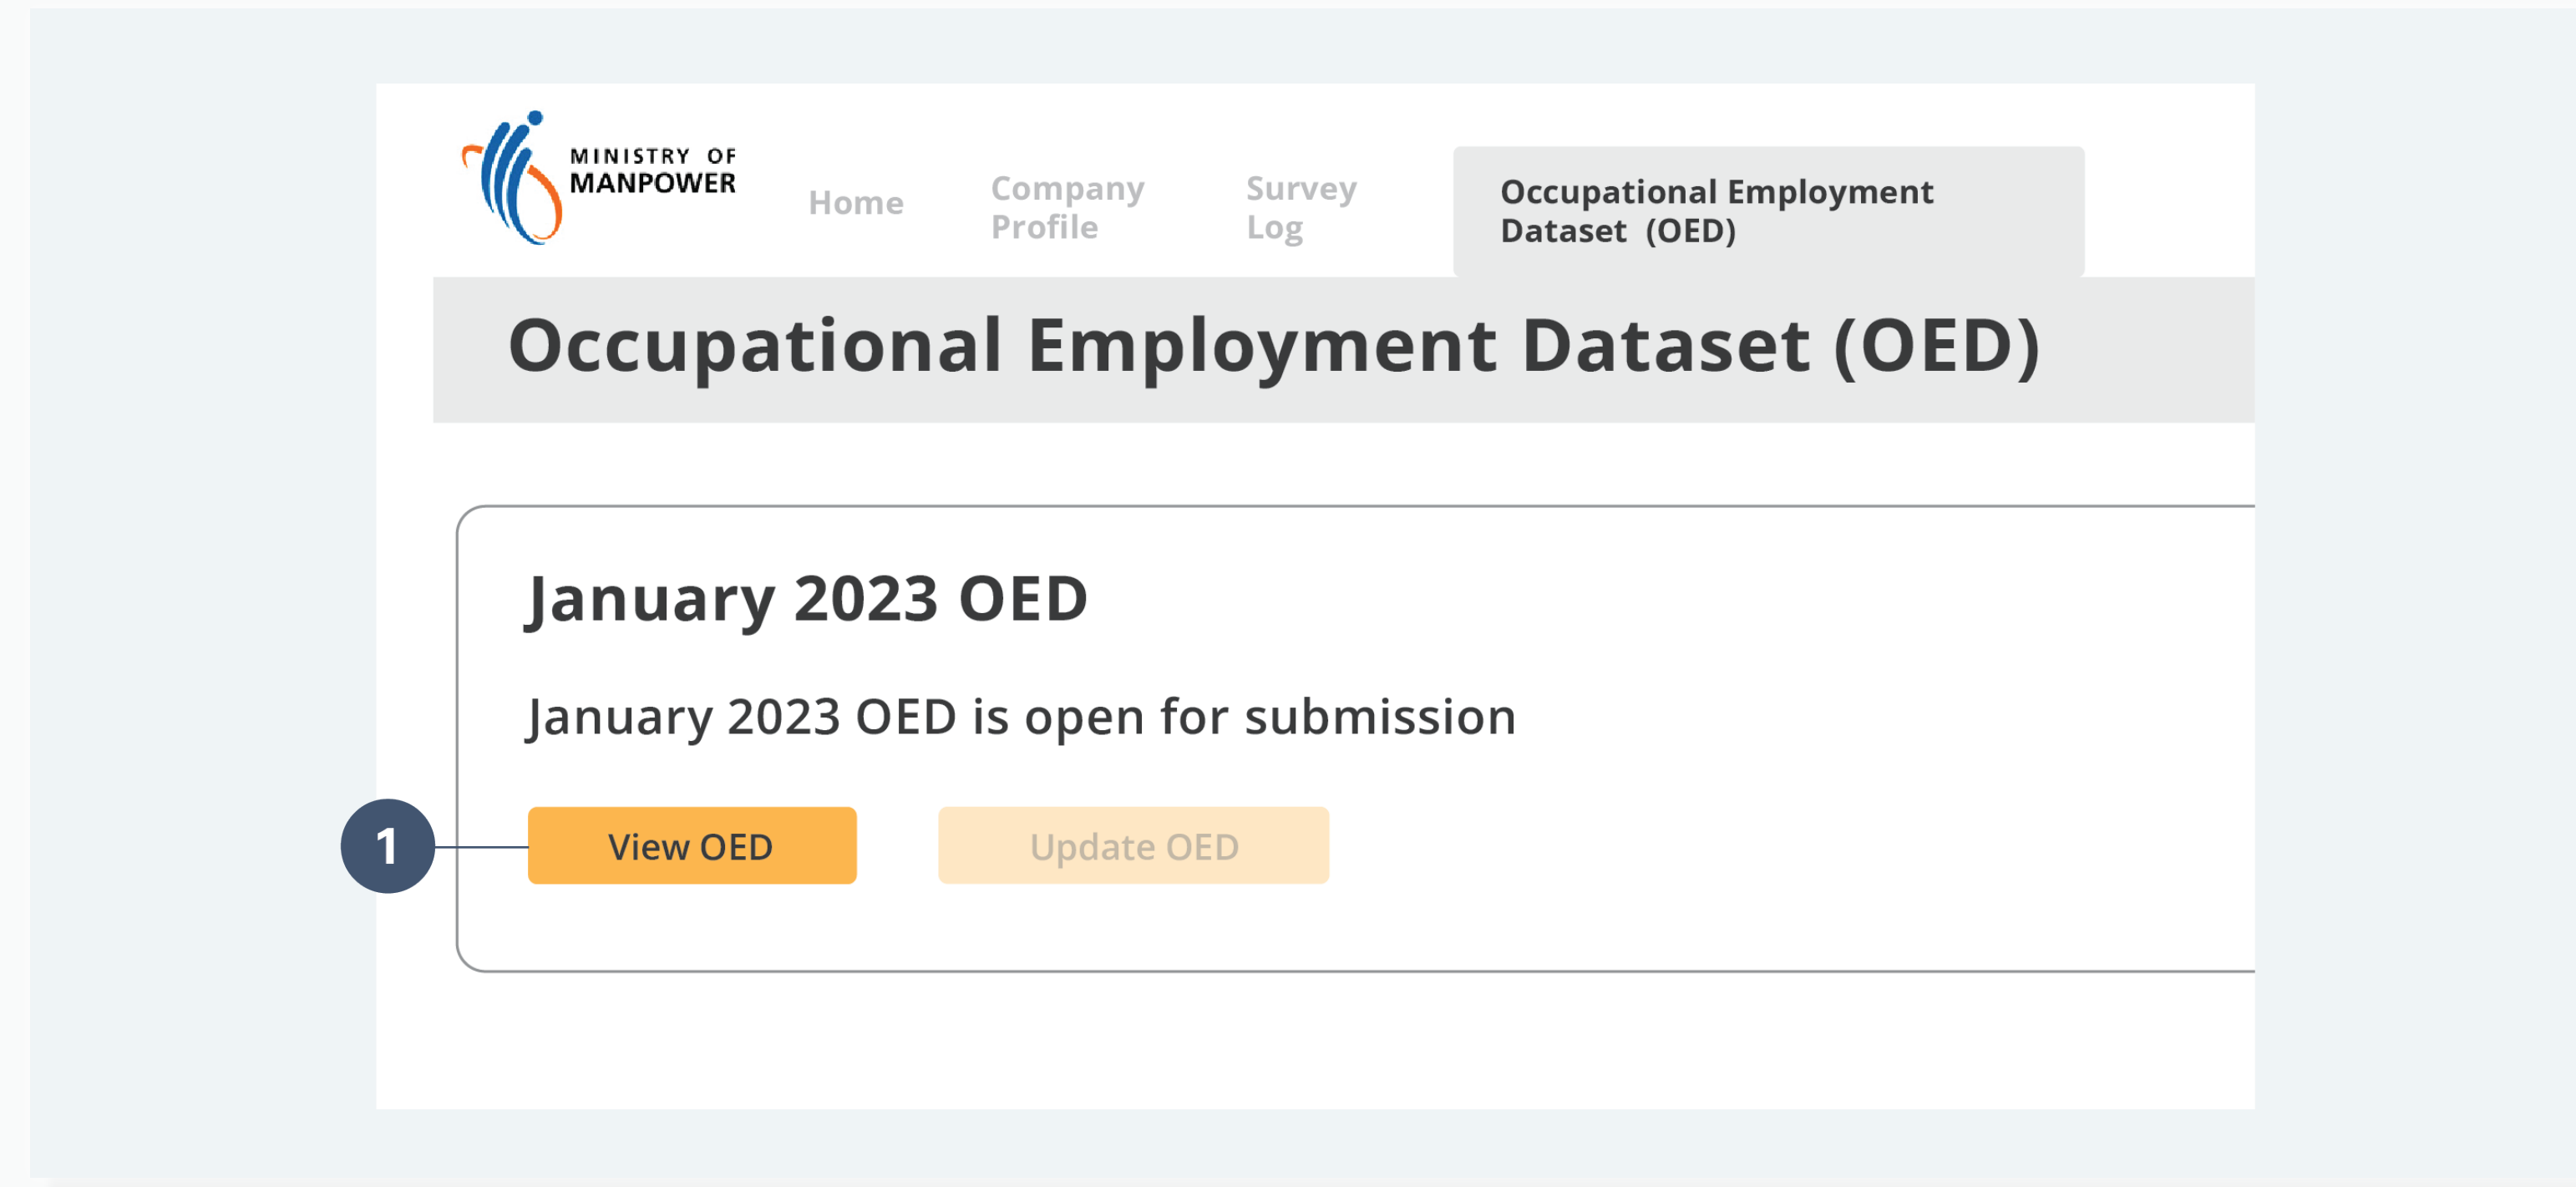 MINISTRY OF
MANPOWER
Home
Company
Profile
Survey
Log
Occupational Employment
Dataset (OED)
Occupational Employment Dataset (OED)
January 2023 OED
January 2023 OED is open for submission
1
View OED
Update OED